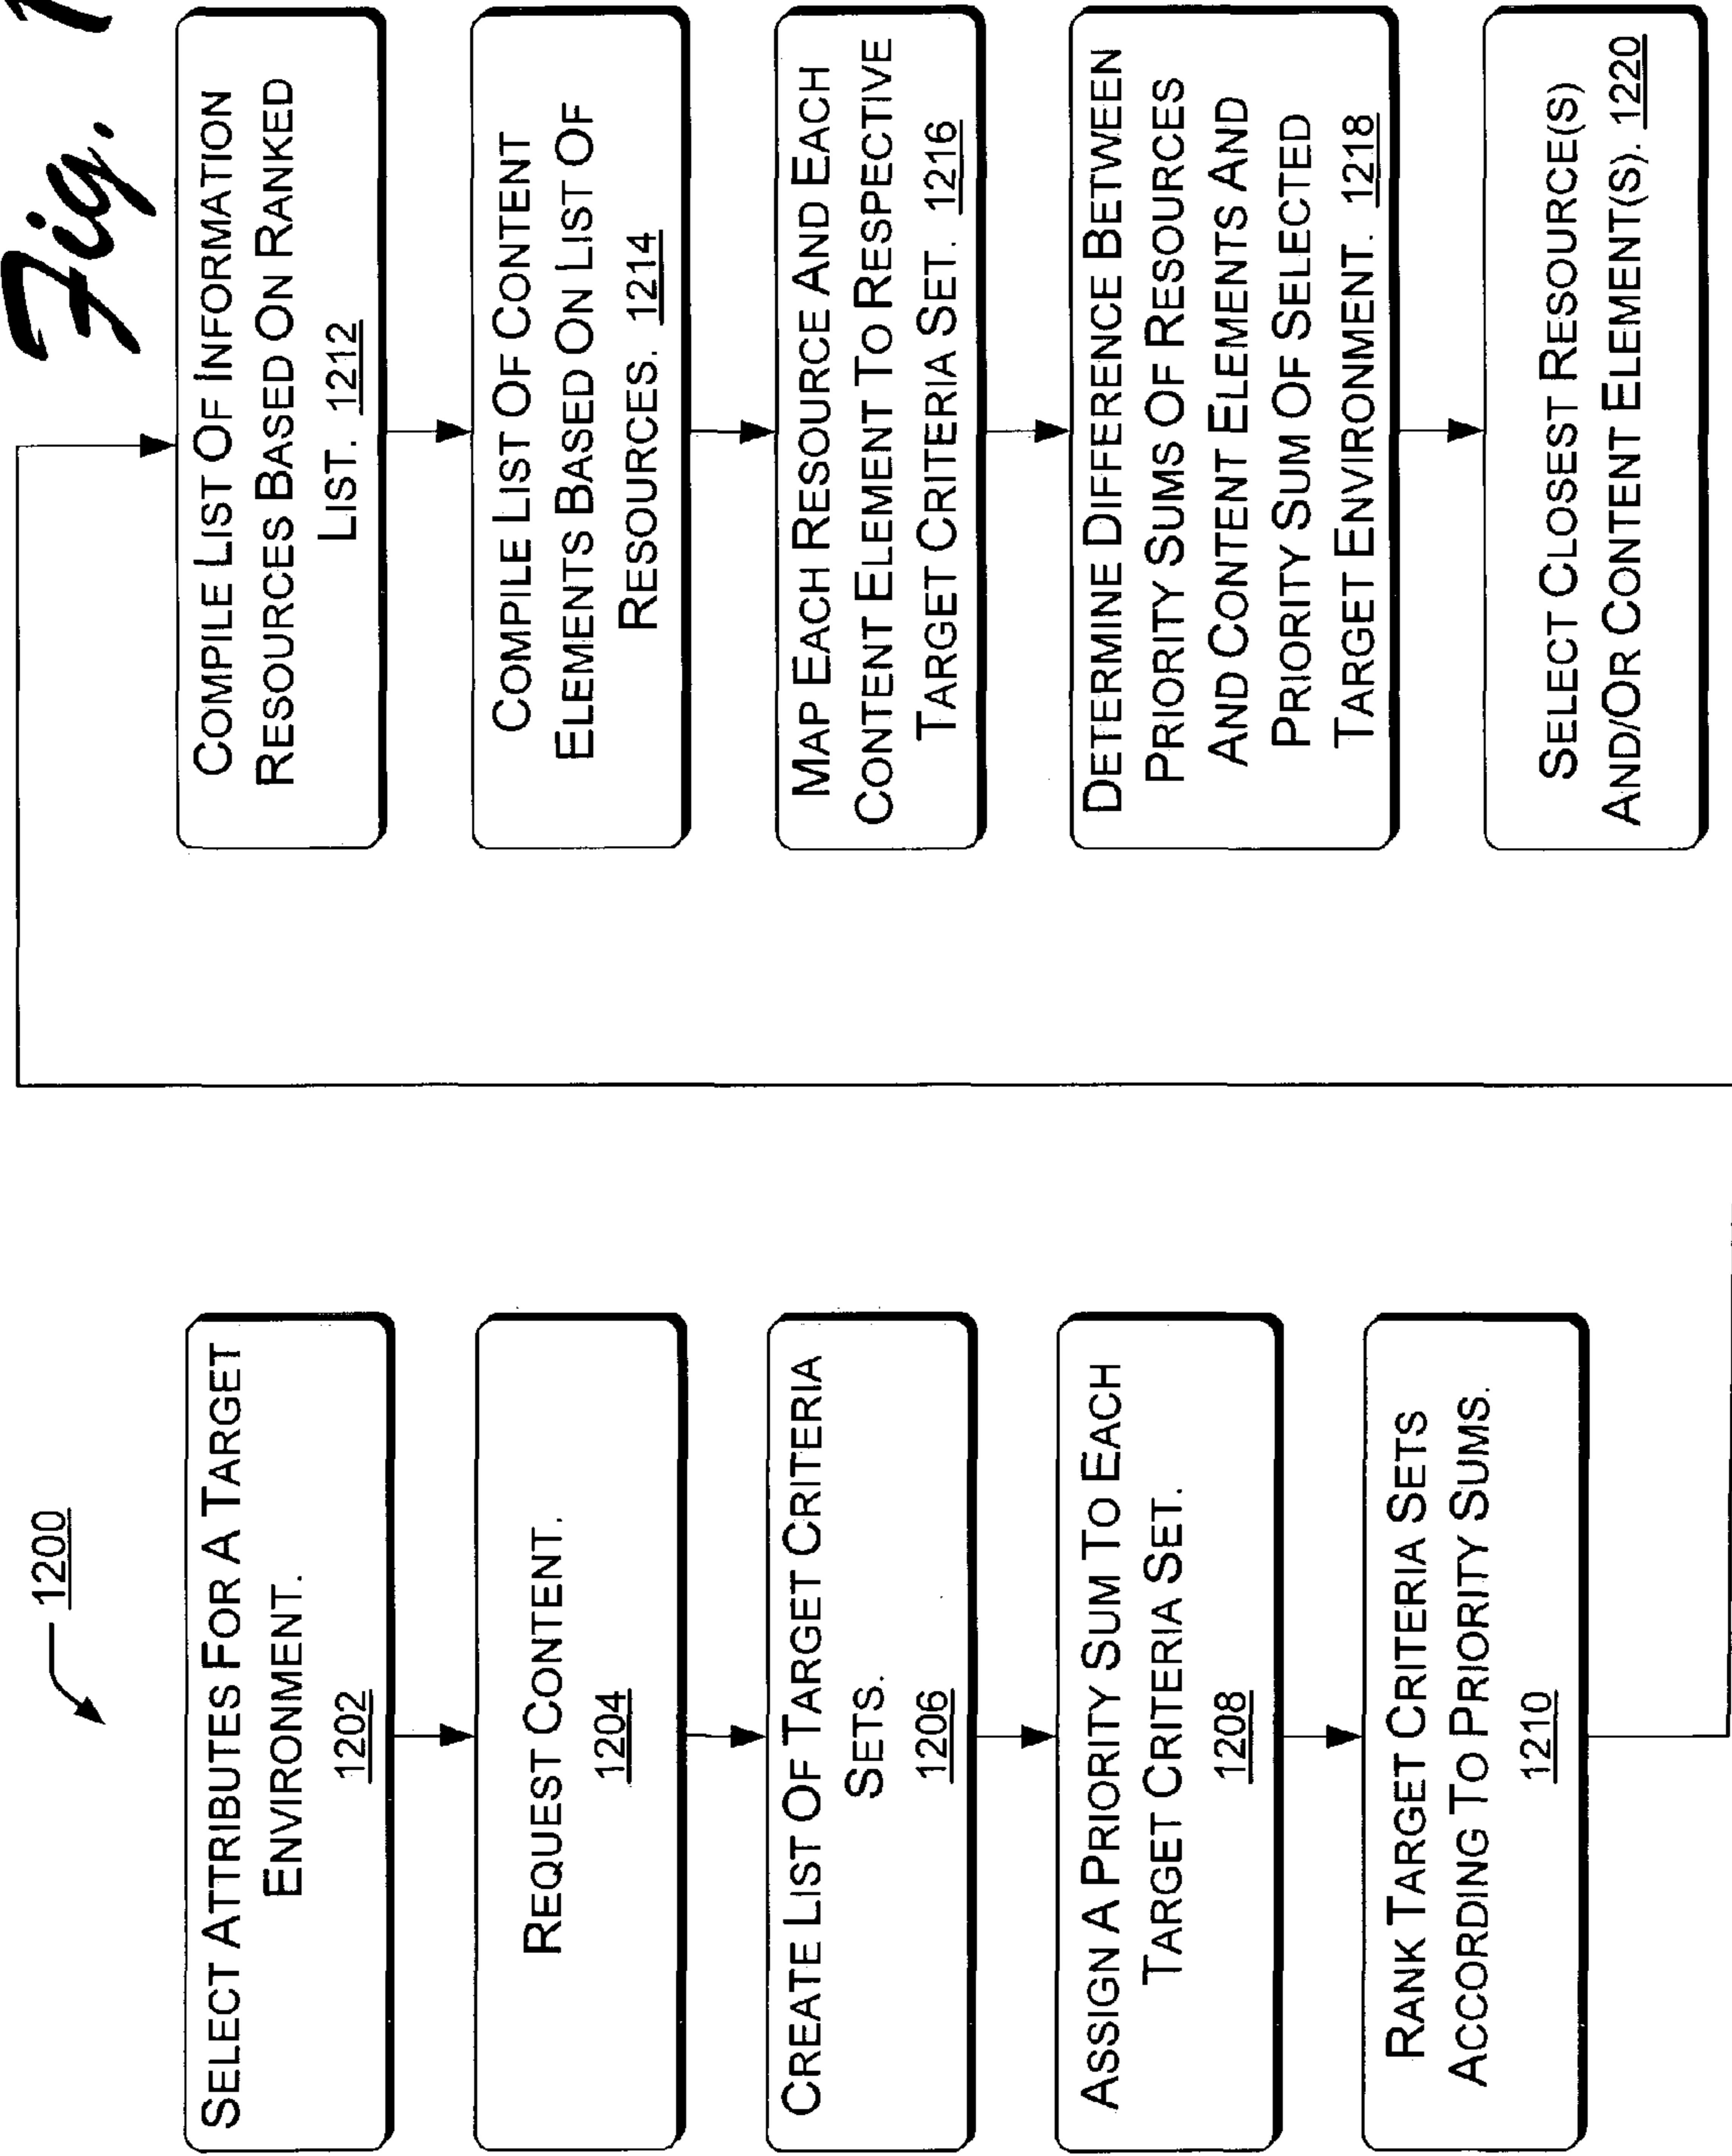 1200
SELECT ATTRIBUTES FOR A TARGET
ENVIRONMENT.
1202
REQUEST CONTENT.
1204
CREATE LIST OF TARGET CRITERIA
SETS.
1206
ASSIGN A PRIORITY SUM TO EACH
TARGET CRITERIA SET.
1208
RANK TARGET CRITERIA SETS
ACCORDING TO PRIORITY SUMS.
1210
COMPILE LIST OF INFORMATION
RESOURCES BASED ON RANKED
LIST. 1212
COMPILE LIST OF CONTENT
ELEMENTS BASED ON LIST OF
RESOURCES. 1214
MAP EACH RESOURCE AND EACH
CONTENT ELEMENT TO RESPECTIVE
TARGET CRITERIA SET. 1216
DETERMINE DIFFERENCE BETWEEN
PRIORITY SUMS OF RESOURCES
AND CONTENT ELEMENTS AND
PRIORITY SUM OF SELECTED
TARGET ENVIRONMENT. 1218
SELECT CLOSEST RESOURCE(S)
AND/OR CONTENT ELEMENT(S). 1220
Fig.